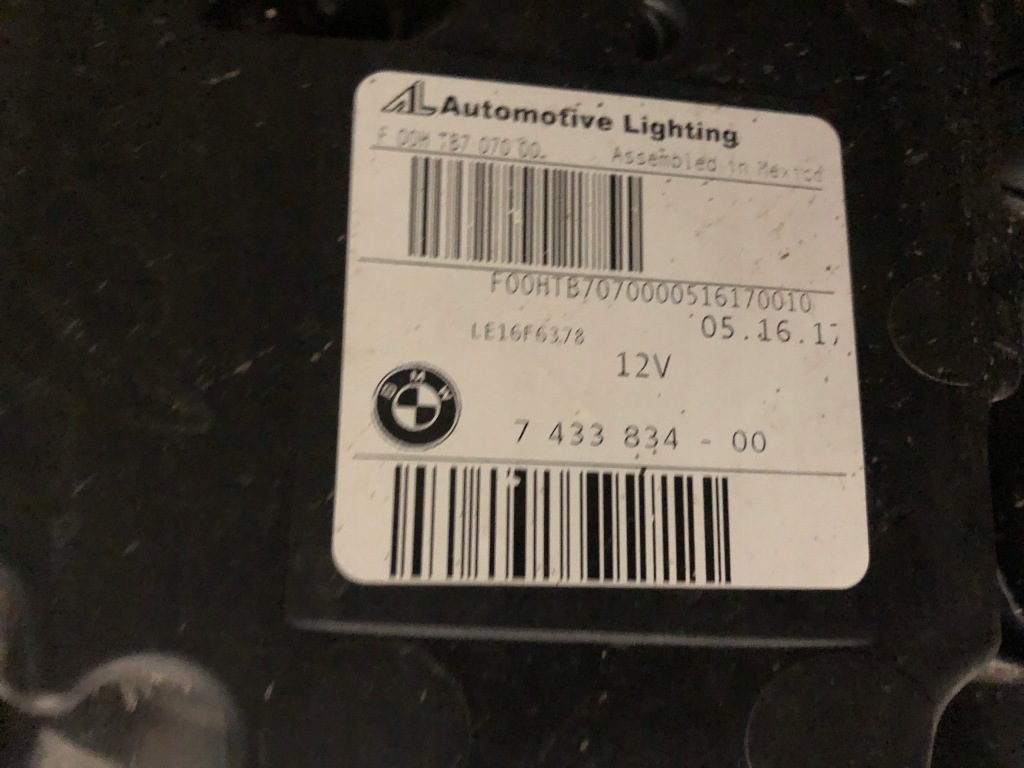 AL Automotive Lighting
F 00H TB7 070 00. Assembled in Mexico
F00HTB7070000516170010
LE16F6378 05.16.17
12V
BMW
7 433 834 - 00